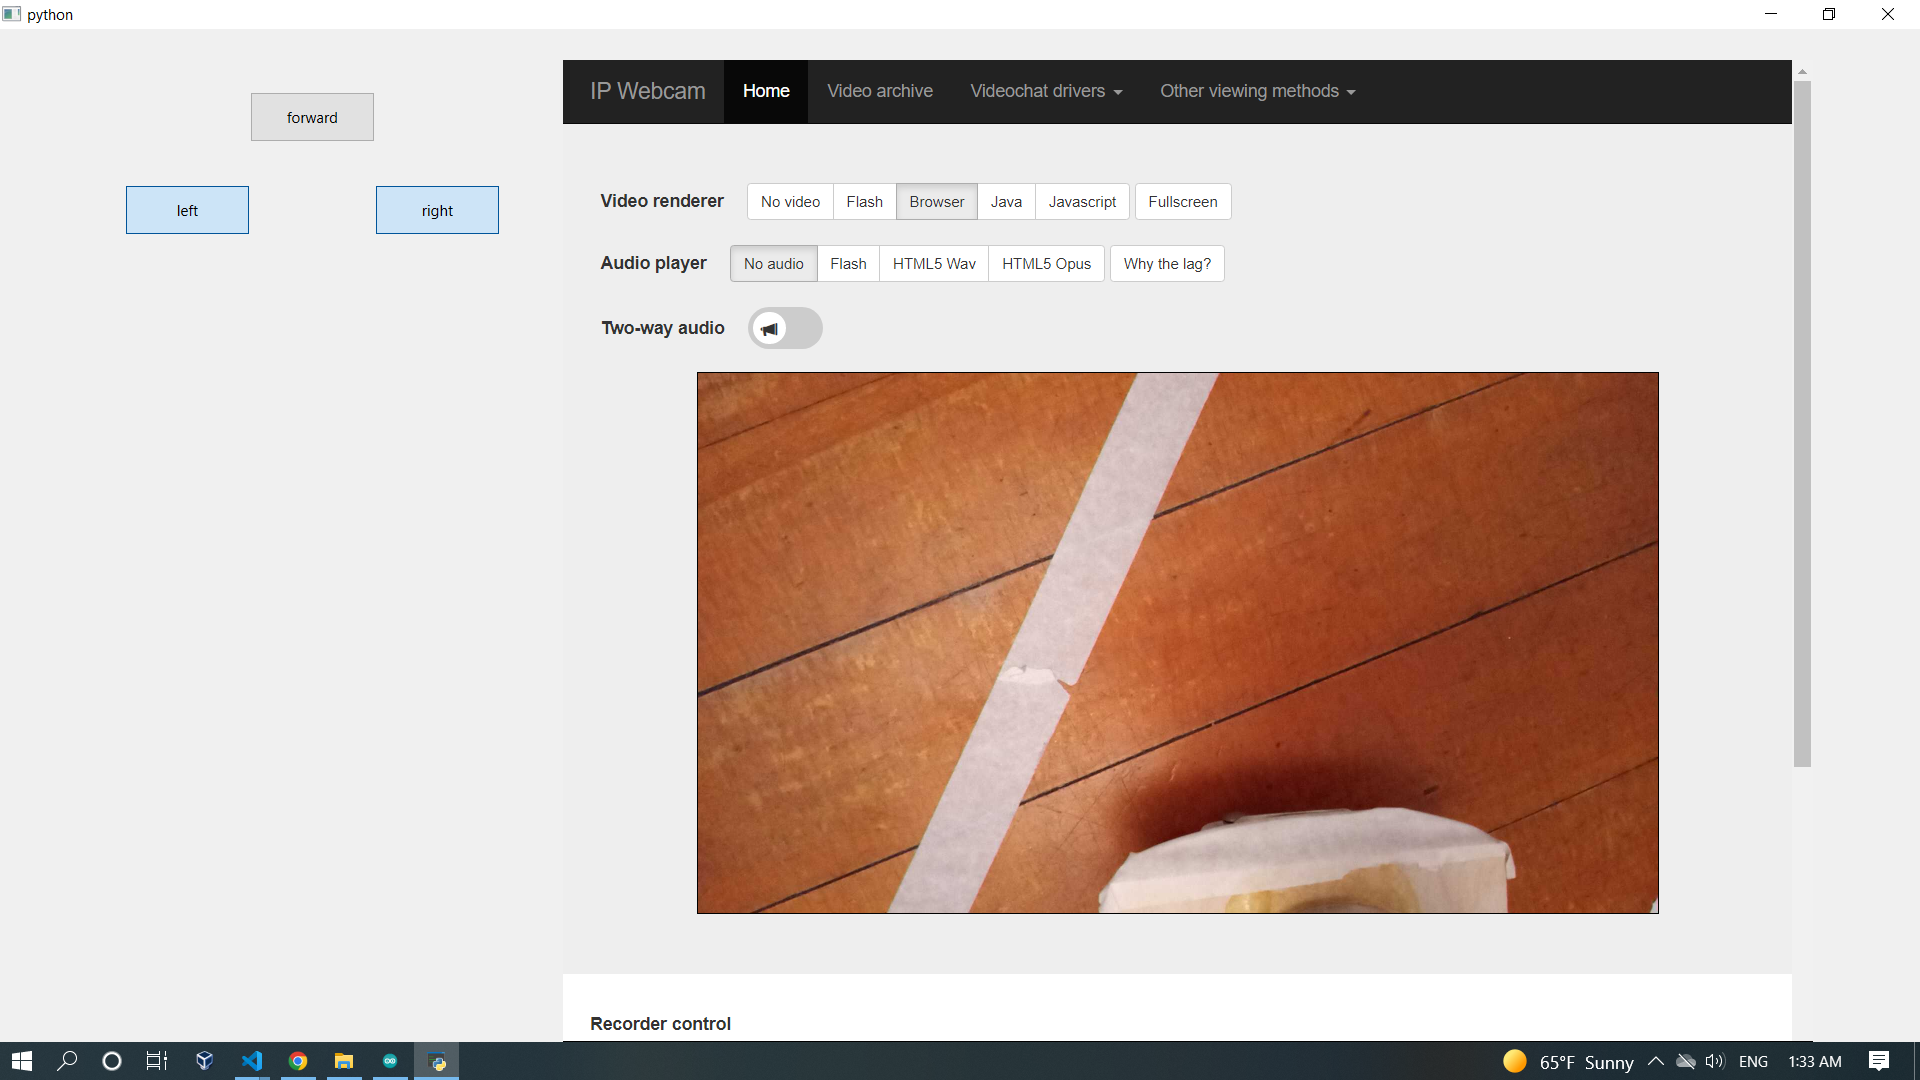 python
forward
left
right
IP Webcam Home Video archive Videochat drivers Other viewing methods
Video renderer No video Flash Browser Java Javascript Fullscreen
Audio player No audio Flash HTML5 Wav HTML5 Opus Why the lag?
Two-way audio
Recorder control
65°F Sunny ENG 1:33 AM